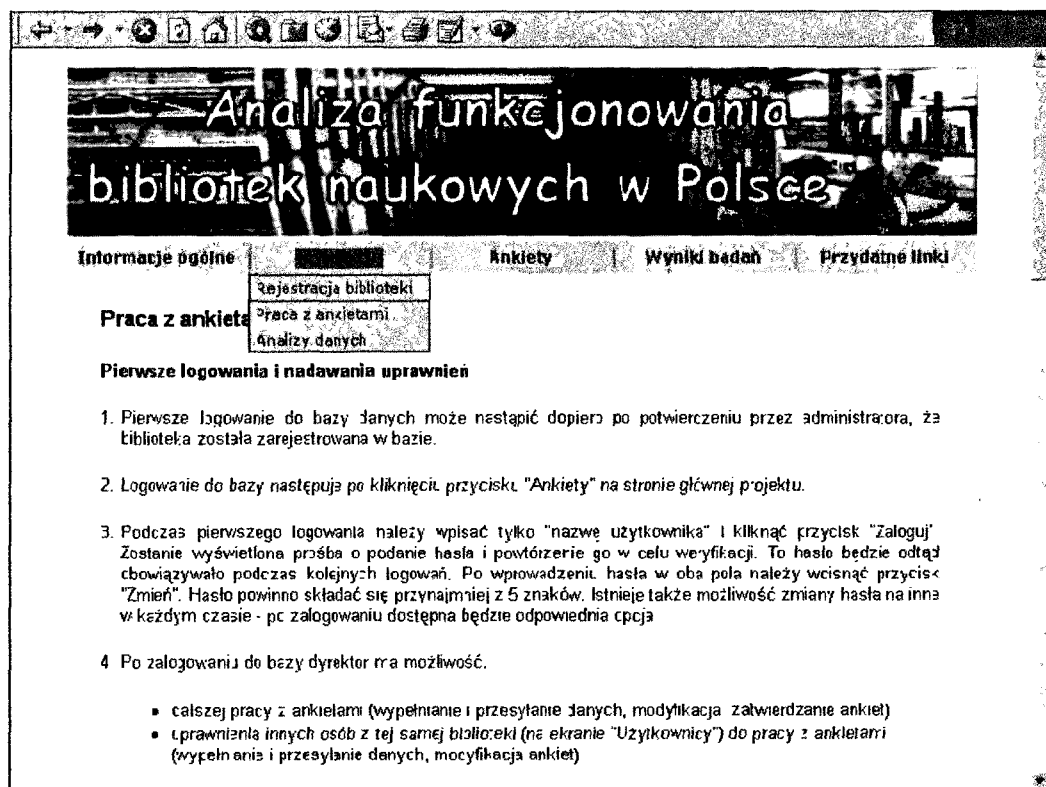 Analiza funkcjonowania
bibliotek naukowych w Polsce
Informacje ogólne Ankiety Wyniki badań Przydatne linki
Rejestracja biblioteki
Praca z ankietami
Analizy danych
Praca z ankieta
Pierwsze logowania i nadawania uprawnień
1. Pierwsze logowanie do bazy danych może nastąpić dopiero po potwierdzeniu przez administratora, że
biblioteka została zarejestrowana w bazie.
2. Logowanie do bazy następuje po kliknięciu przycisku "Ankiety" na stronie głównej projektu.
3. Podczas pierwszego logowania należy wpisać tylko "nazwę użytkownika" i kliknąć przycisk "Zaloguj"
Zostanie wyświetlona prośba o podanie hasła i powtórzenie go w celu weryfikacji. To hasło będzie odtąd
obowiązywało podczas kolejnych logowań. Po wprowadzeniu hasła w oba pola należy wcisnąć przycisk
"Zmień". Hasło powinno składać się przynajmniej z 5 znaków. Istnieje także możliwość zmiany hasła na inne
w każdym czasie - po zalogowaniu dostępna będzie odpowiednia opcja
4 Po zalogowaniu do bazy dyrektor ma możliwość.
• dalszej pracy z ankietami (wypełnianie i przesyłanie danych, modyfikacja zatwierdzanie ankiet)
• uprawnienia innych osób z tej samej biblioteki (na ekranie "Użytkownicy") do pracy z ankietami
(wypełnianie i przesyłanie danych, modyfikacja ankiet)